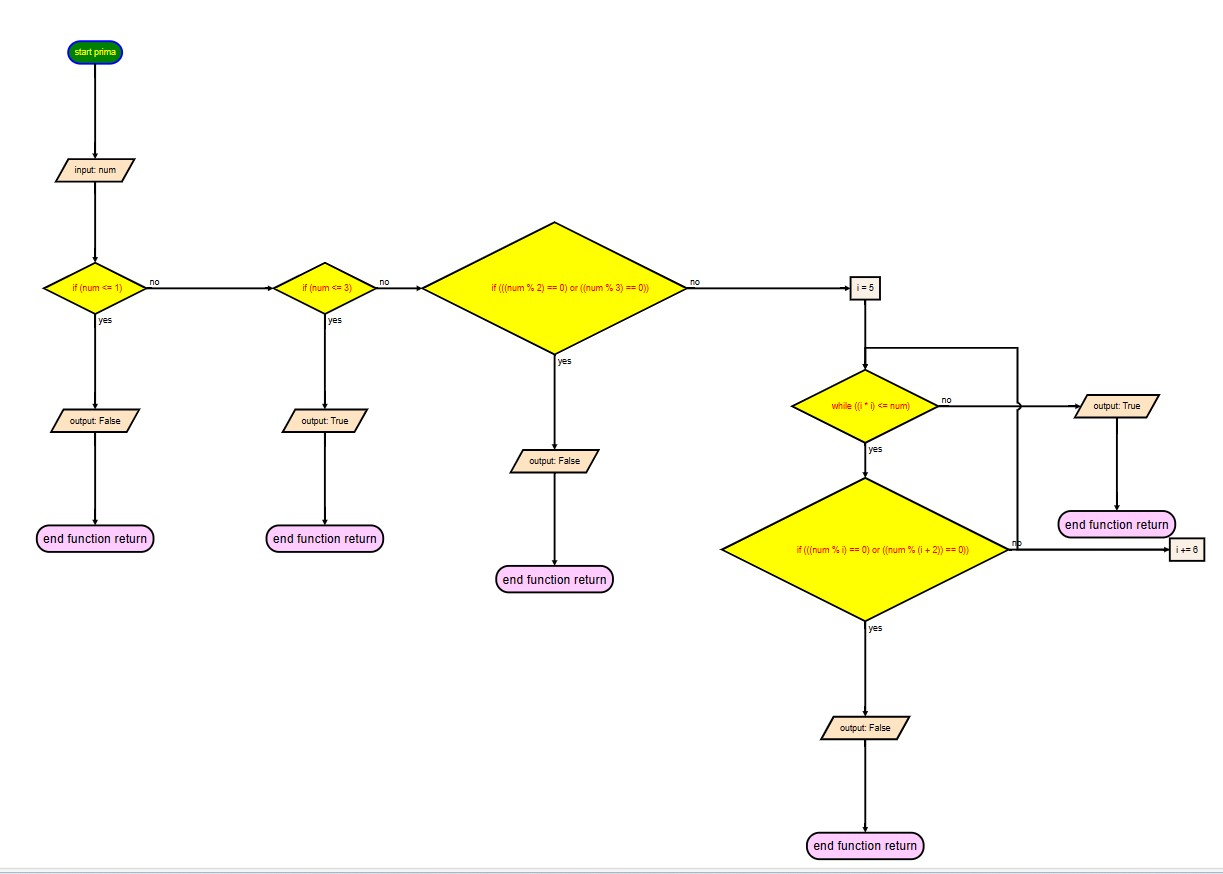 start prima
input: num
if (num <= 1)
no
yes
output: False
end function return
if (num <= 3)
no
yes
output: True
end function return
if (((num % 2) == 0) or ((num % 3) == 0))
no
yes
output: False
end function return
i = 5
while ((i * i) <= num)
no
yes
output: True
end function return
if (((num % i) == 0) or ((num % (i + 2)) == 0))
no
i += 6
yes
output: False
end function return